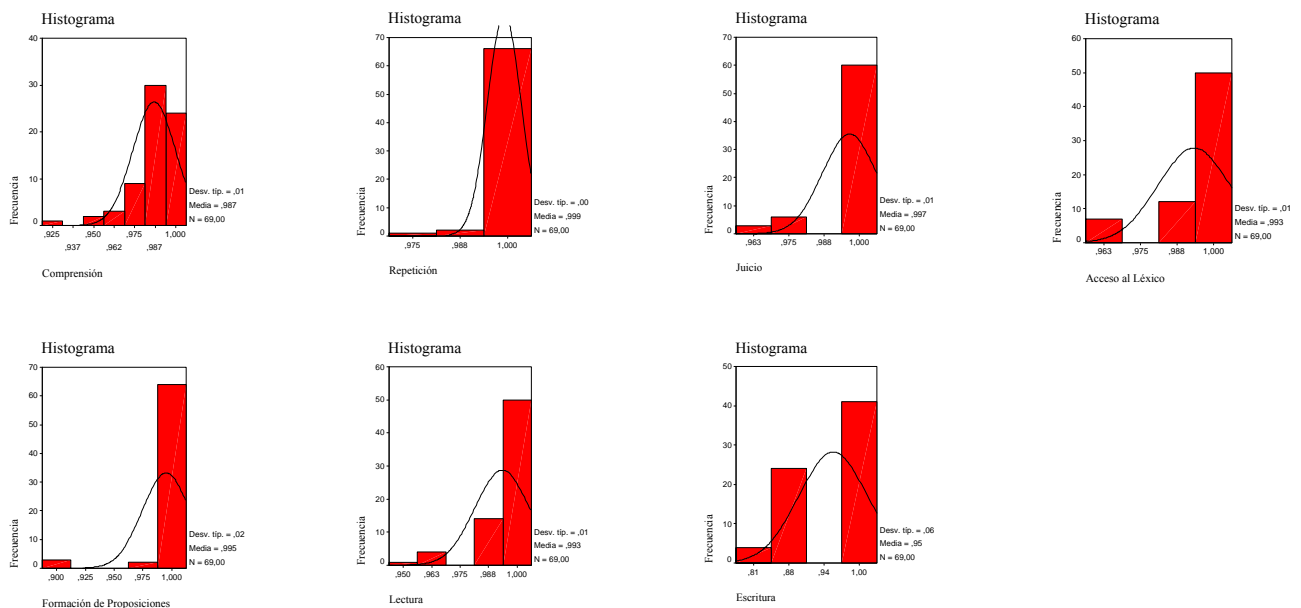 Histograma
40
30
20
10
0
Frecuencia
,925 ,950 ,975 1,000
,937 ,962 ,987
Desv. típ. = ,01
Media = ,987
N = 69,00
Comprensión
Histograma
70
60
50
40
30
20
10
0
Frecuencia
,975 ,988 1,000
Desv. típ. = ,00
Media = ,999
N = 69,00
Repetición
Histograma
70
60
50
40
30
20
10
0
Frecuencia
,963 ,975 ,988 1,000
Desv. típ. = ,01
Media = ,997
N = 69,00
Juicio
Histograma
60
50
40
30
20
10
0
Frecuencia
,963 ,975 ,988 1,000
Desv. típ. = ,01
Media = ,993
N = 69,00
Acceso al Léxico
Histograma
70
60
50
40
30
20
10
0
Frecuencia
,900 ,925 ,950 ,975 1,000
Desv. típ. = ,02
Media = ,995
N = 69,00
Formación de Proposiciones
Histograma
60
50
40
30
20
10
0
Frecuencia
,950 ,963 ,975 ,988 1,000
Desv. típ. = ,01
Media = ,993
N = 69,00
Lectura
Histograma
50
40
30
20
10
0
Frecuencia
,81 ,88 ,94 1,00
Desv. típ. = ,06
Media = ,95
N = 69,00
Escritura